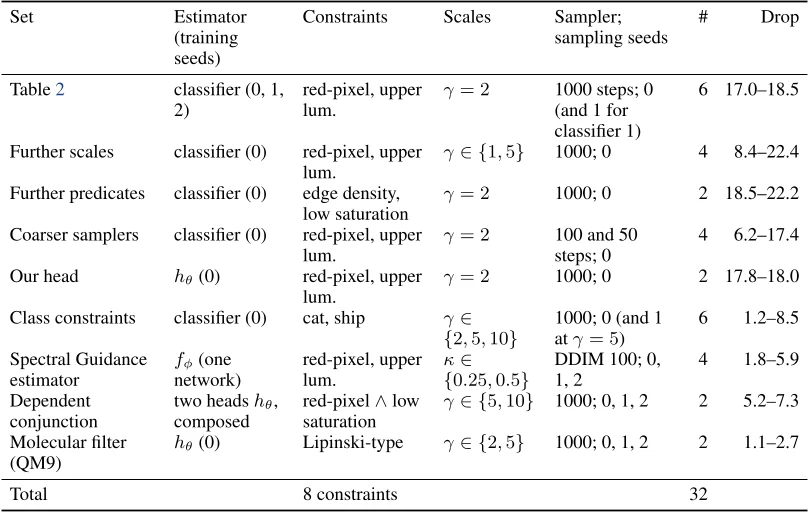 Set Estimator (training seeds) Constraints Scales Sampler; sampling seeds # Drop
Table 2 classifier (0, 1, 2) red-pixel, upper lum. γ = 2 1000 steps; 0 (and 1 for classifier 1) 6 17.0–18.5
Further scales classifier (0) red-pixel, upper lum. γ ∈ {1, 5} 1000; 0 4 8.4–22.4
Further predicates classifier (0) edge density, low saturation γ = 2 1000; 0 2 18.5–22.2
Coarser samplers classifier (0) red-pixel, upper lum. γ = 2 100 and 50 steps; 0 4 6.2–17.4
Our head hθ (0) red-pixel, upper lum. γ = 2 1000; 0 2 17.8–18.0
Class constraints classifier (0) cat, ship γ ∈ {2, 5, 10} 1000; 0 (and 1 at γ = 5) 6 1.2–8.5
Spectral Guidance estimator fϕ (one network) red-pixel, upper lum. κ ∈ {0.25, 0.5} DDIM 100; 0, 1, 2 4 1.8–5.9
Dependent conjunction two heads hθ, composed red-pixel ∧ low saturation γ ∈ {5, 10} 1000; 0, 1, 2 2 5.2–7.3
Molecular filter (QM9) hθ (0) Lipinski-type γ ∈ {2, 5} 1000; 0, 1, 2 2 1.1–2.7
Total 8 constraints 32